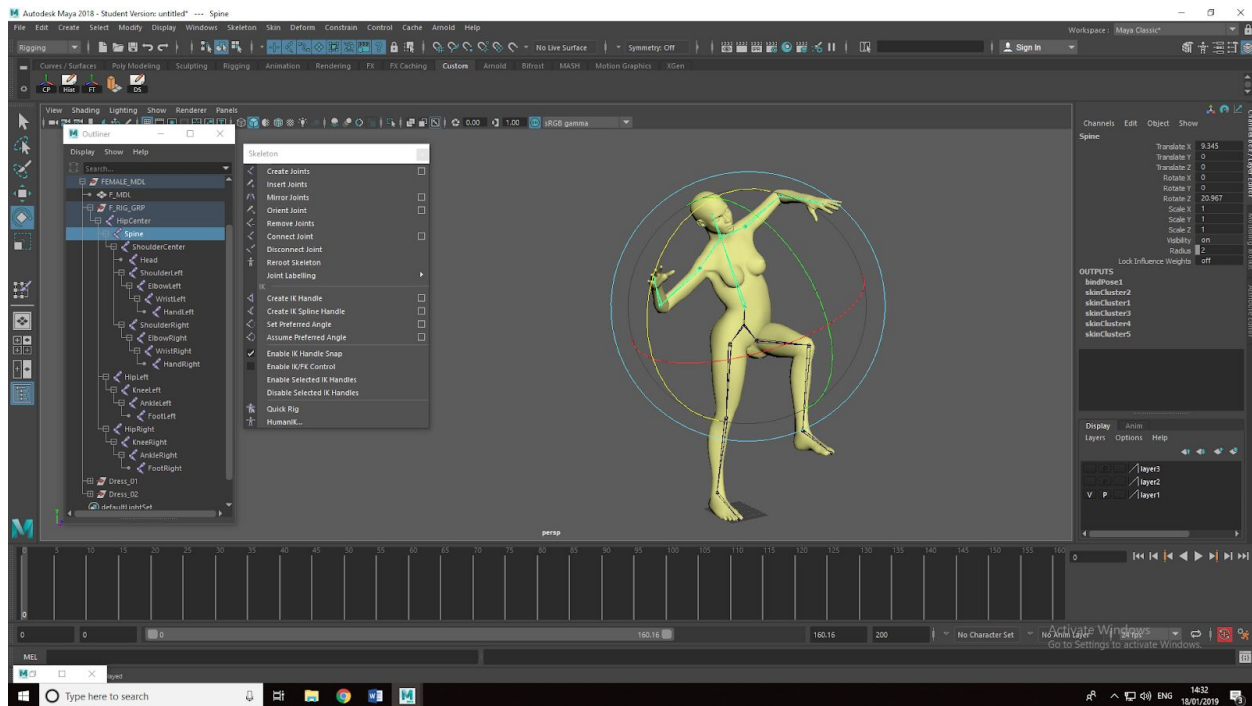 Autodesk Maya 2018 - Student Version: untitled* --- Spine
File Edit Create Select Modify Display Windows Skeleton Skin Deform Constrain Control Cache Arnold Help
Workspace : Maya Classic*
Rigging No Live Surface Symmetry: Off Sign In
Curves / Surfaces Poly Modeling Sculpting Rigging Animation Rendering FX FX Caching Custom Arnold Bifrost MASH Motion Graphics XGen
CP Hist FT DS
View Shading Lighting Show Renderer Panels
0.00 1.00 sRGB gamma
Outliner
Display Show Help
Search...
FEMALE_MDL
F_MDL
F_RIG_GRP
HipCenter
Spine
ShoulderCenter
Head
ShoulderLeft
ElbowLeft
WristLeft
HandLeft
ShoulderRight
ElbowRight
WristRight
HandRight
HipLeft
KneeLeft
AnkleLeft
FootLeft
HipRight
KneeRight
AnkleRight
FootRight
Dress_01
Dress_02
defaultLightSet
Skeleton
Create Joints
Insert Joints
Mirror Joints
Orient Joint
Remove Joints
Connect Joint
Disconnect Joint
Reroot Skeleton
Joint Labelling
IK
Create IK Handle
Create IK Spline Handle
Set Preferred Angle
Assume Preferred Angle
Enable IK Handle Snap
Enable IK/FK Control
Enable Selected IK Handles
Disable Selected IK Handles
Quick Rig
HumanIK...
persp
Channels Edit Object Show
Spine
Translate X 9.345
Translate Y 0
Translate Z 0
Rotate X 0
Rotate Y 0
Rotate Z 20.967
Scale X 1
Scale Y 1
Scale Z 1
Visibility on
Radius 2
Lock Influence Weights off
OUTPUTS
bindPose1
skinCluster2
skinCluster1
skinCluster3
skinCluster4
skinCluster5
Display Anim
Layers Options Help
layer3
layer2
V P layer1
0 5 10 15 20 25 30 35 40 45 50 55 60 65 70 75 80 85 90 95 100 105 110 115 120 125 130 135 140 145 150 155 160 0
0
0 0 0 160.16 160.16 200 No Character Set No Anim Layer 24 fps
Activate Windows
Go to Settings to activate Windows.
MEL
Type here to search
ENG
14:32
18/01/2019